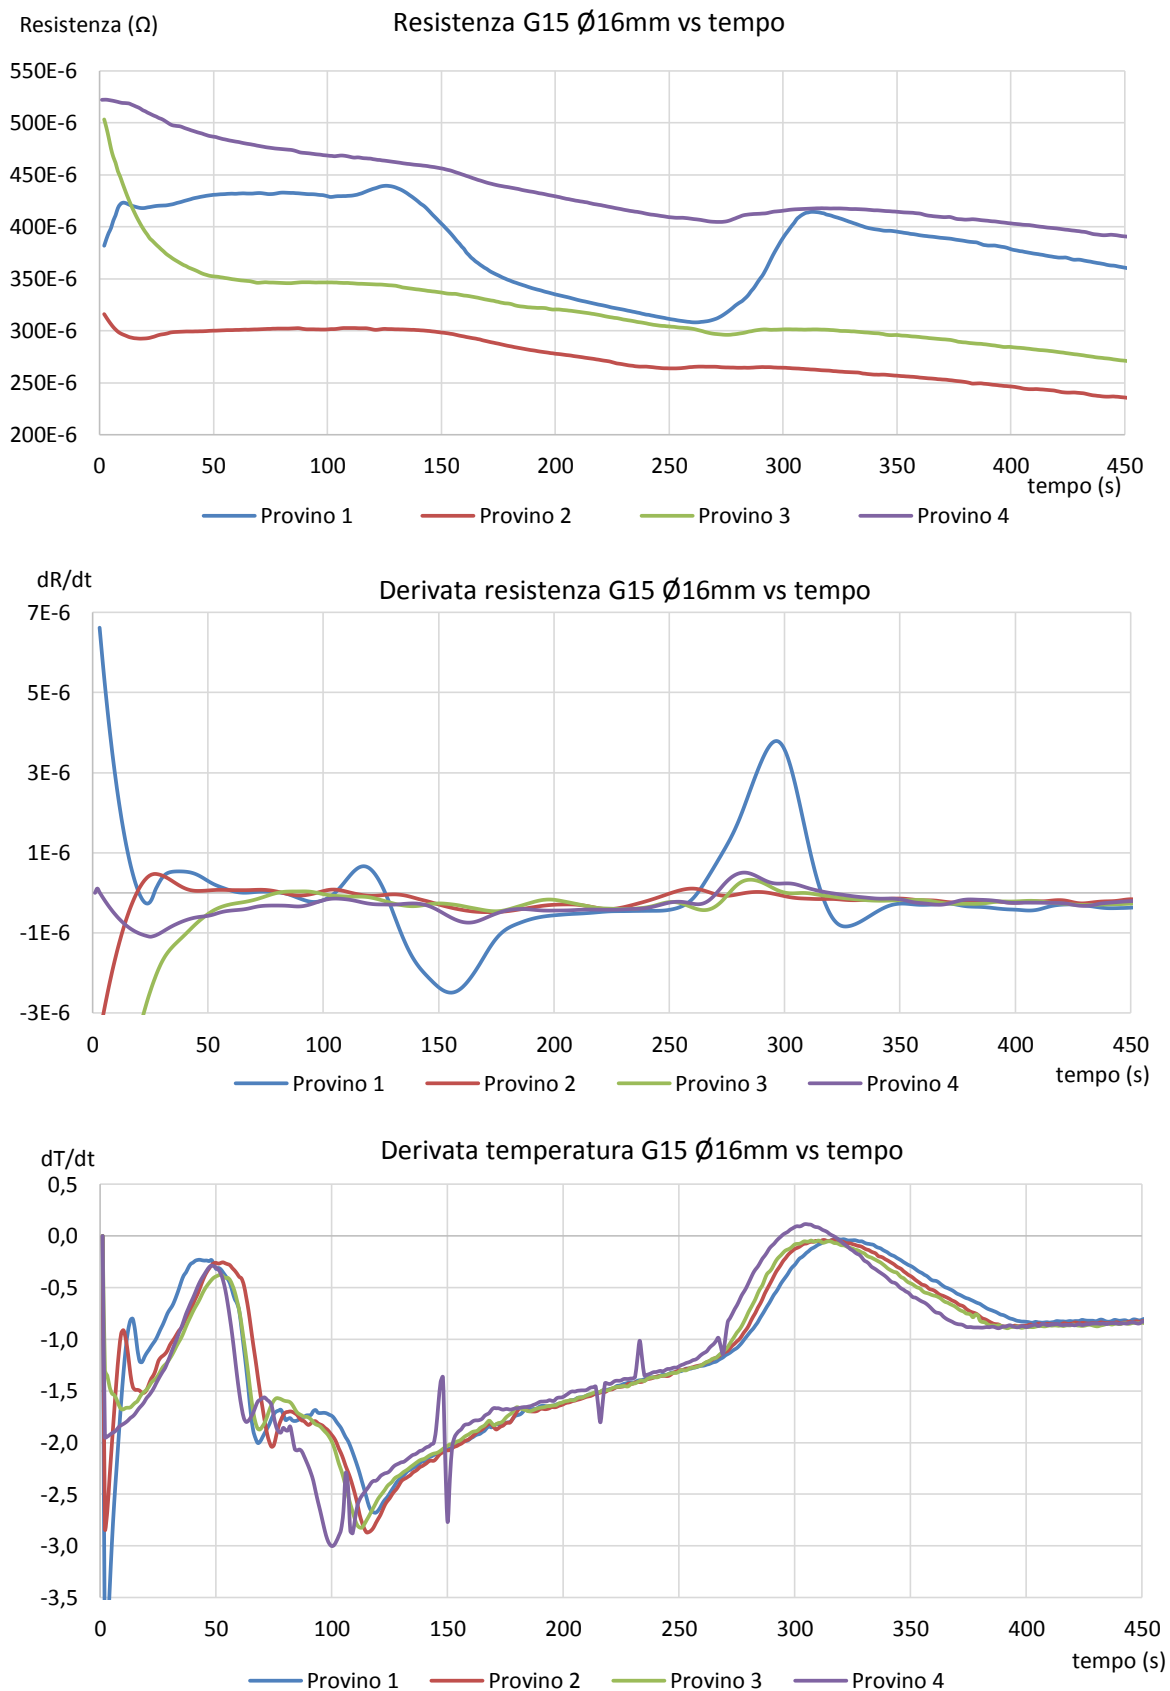 Resistenza (Ω)
Resistenza G15 Ø16mm vs tempo
550E-6
500E-6
450E-6
400E-6
350E-6
300E-6
250E-6
200E-6
0 50 100 150 200 250 300 350 400 450
tempo (s)
Provino 1 Provino 2 Provino 3 Provino 4
dR/dt
Derivata resistenza G15 Ø16mm vs tempo
7E-6
5E-6
3E-6
1E-6
-1E-6
-3E-6
0 50 100 150 200 250 300 350 400 450
tempo (s)
Provino 1 Provino 2 Provino 3 Provino 4
dT/dt
Derivata temperatura G15 Ø16mm vs tempo
0,5
0,0
-0,5
-1,0
-1,5
-2,0
-2,5
-3,0
-3,5
0 50 100 150 200 250 300 350 400 450
tempo (s)
Provino 1 Provino 2 Provino 3 Provino 4